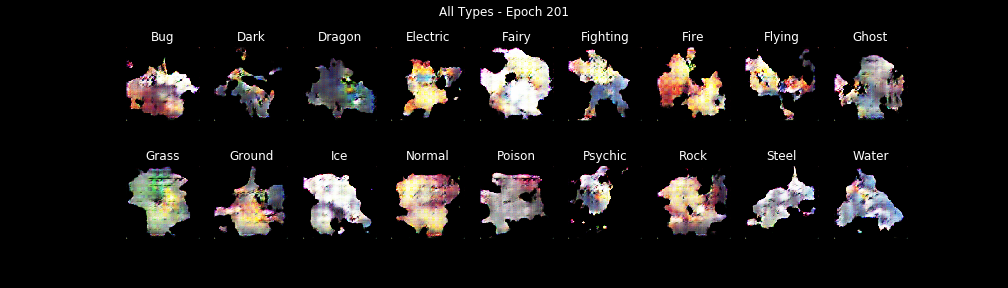 All Types - Epoch 201
Bug Dark Dragon Electric Fairy Fighting Fire Flying Ghost
Grass Ground Ice Normal Poison Psychic Rock Steel Water